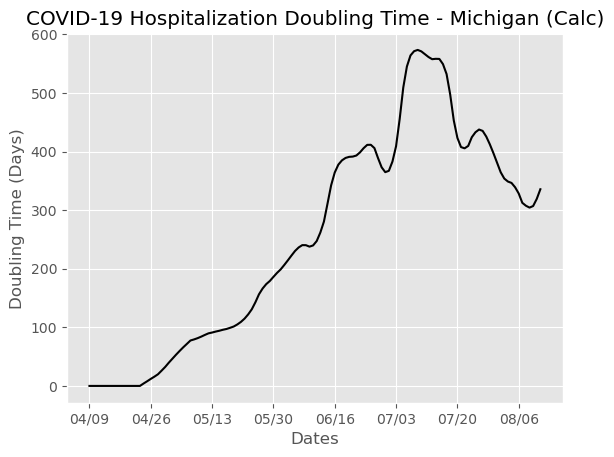 COVID-19 Hospitalization Doubling Time - Michigan (Calc)
600
500
400
300
200
100
0
Doubling Time (Days)
04/09 04/26 05/13 05/30 06/16 07/03 07/20 08/06
Dates